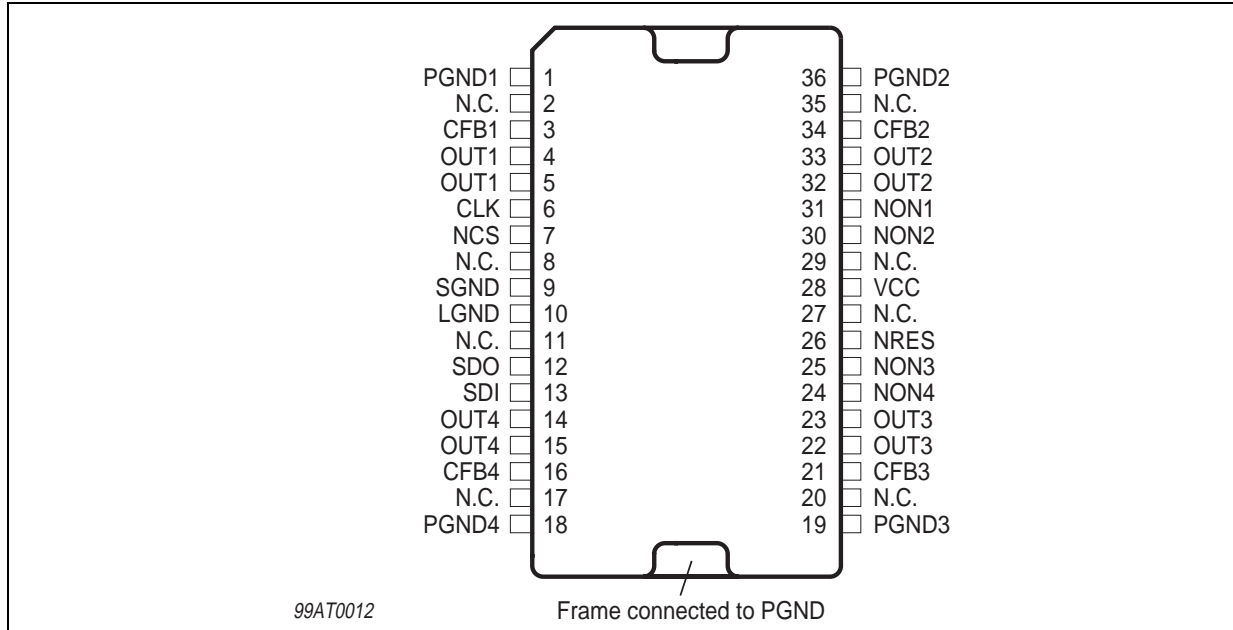 PGND1 1 36 PGND2
N.C. 2 35 N.C.
CFB1 3 34 CFB2
OUT1 4 33 OUT2
OUT1 5 32 OUT2
CLK 6 31 NON1
NCS 7 30 NON2
N.C. 8 29 N.C.
SGND 9 28 VCC
LGND 10 27 N.C.
N.C. 11 26 NRES
SDO 12 25 NON3
SDI 13 24 NON4
OUT4 14 23 OUT3
OUT4 15 22 OUT3
CFB4 16 21 CFB3
N.C. 17 20 N.C.
PGND4 18 19 PGND3
99AT0012 Frame connected to PGND